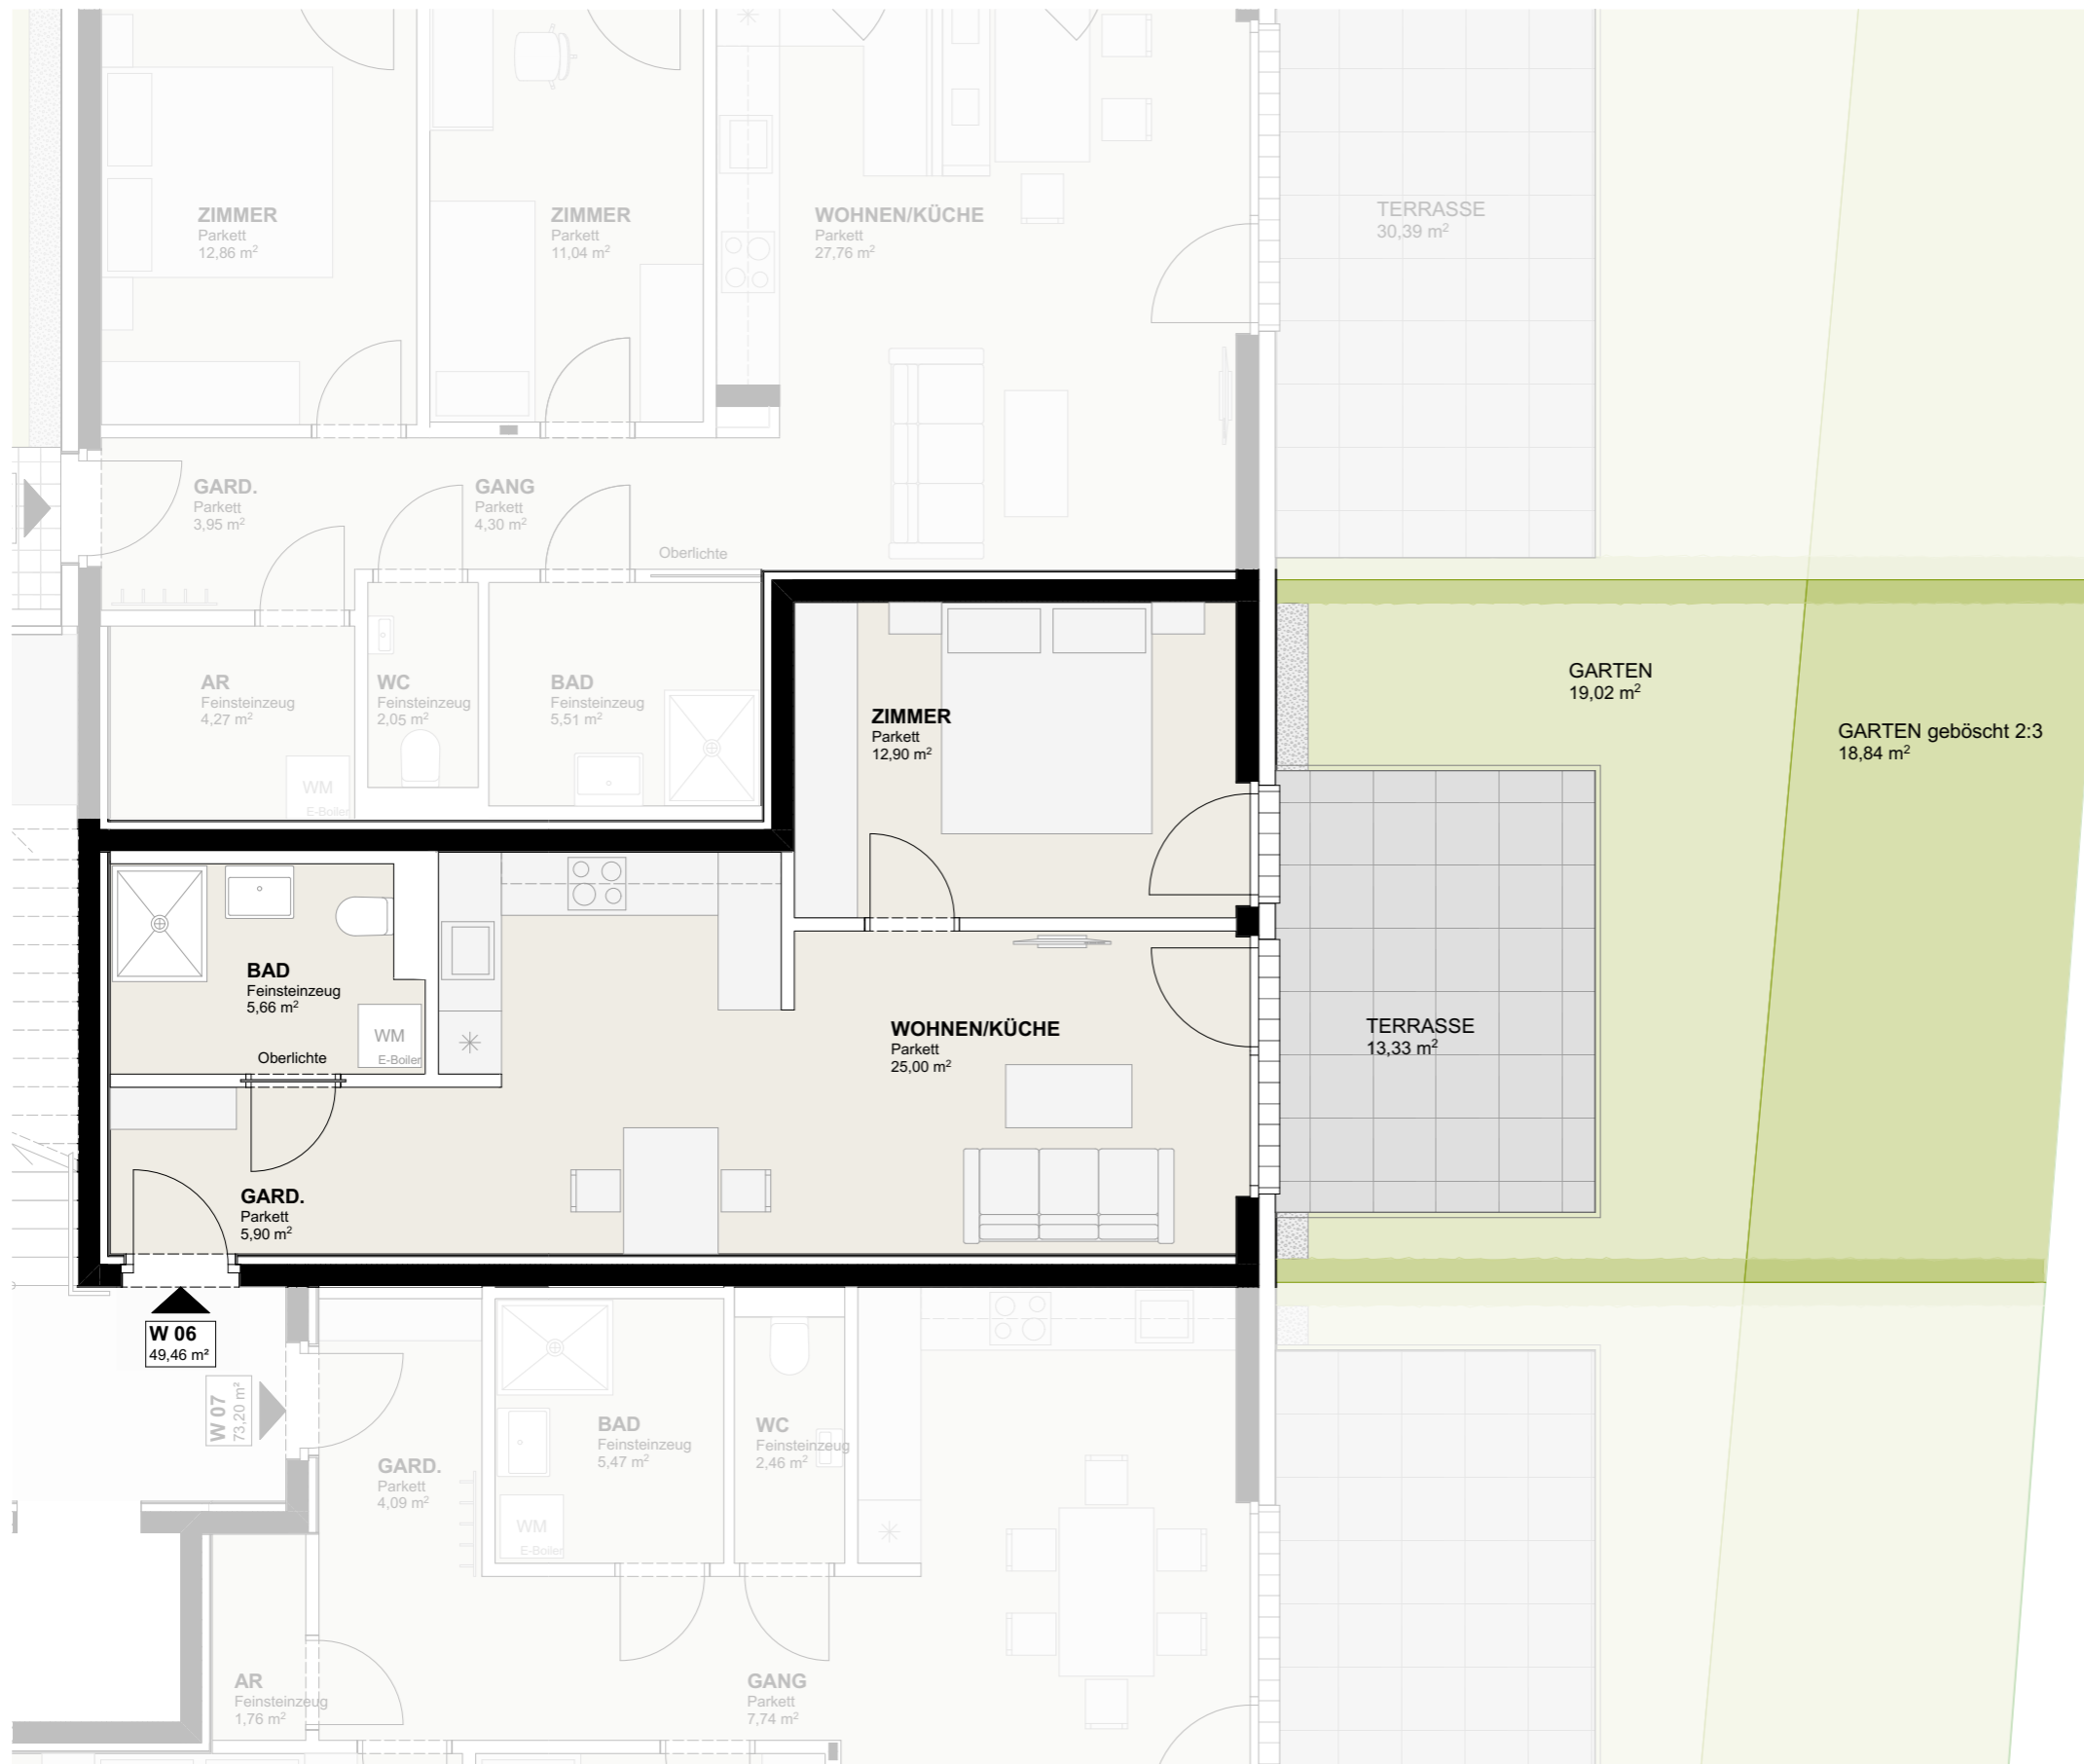 ZIMMER
Parkett
12,86 m²
ZIMMER
Parkett
11,04 m²
WOHNEN/KÜCHE
Parkett
27,76 m²
TERRASSE
30,39 m²
GARD.
Parkett
3,95 m²
GANG
Parkett
4,30 m²
Oberlichte
AR
Feinsteinzeug
4,27 m²
WM
E-Boiler
WC
Feinsteinzeug
2,05 m²
BAD
Feinsteinzeug
5,51 m²
ZIMMER
Parkett
12,90 m²
GARTEN
19,02 m²
GARTEN geböscht 2:3
18,84 m²
BAD
Feinsteinzeug
5,66 m²
WM
E-Boiler
Oberlichte
WOHNEN/KÜCHE
Parkett
25,00 m²
TERRASSE
13,33 m²
GARD.
Parkett
5,90 m²
W 06
49,46 m²
W 07
73,20 m²
GARD.
Parkett
4,09 m²
BAD
Feinsteinzeug
5,47 m²
WM
E-Boiler
WC
Feinsteinzeug
2,46 m²
AR
Feinsteinzeug
1,76 m²
GANG
Parkett
7,74 m²